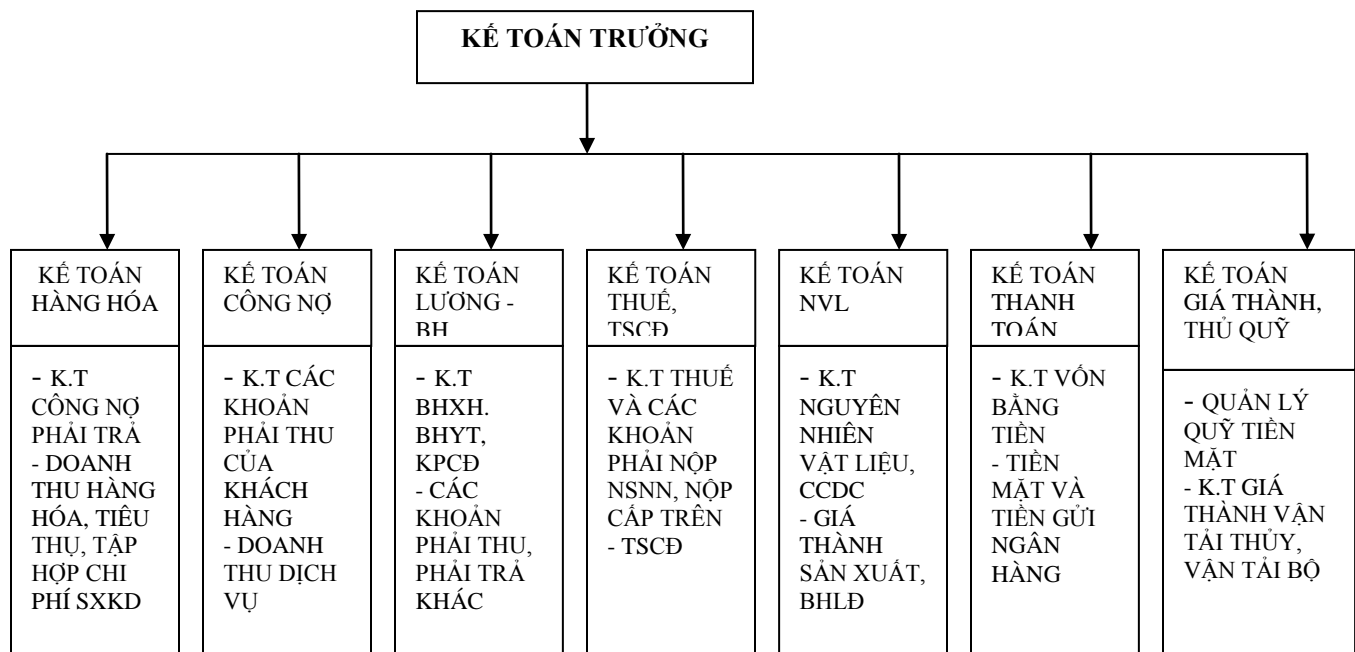 KẾ TOÁN TRƯỞNG
KẾ TOÁN
HÀNG HÓA
KẾ TOÁN
CÔNG NỢ
KẾ TOÁN
LƯƠNG -
BH
KẾ TOÁN
THUẾ,
TSCĐ
KẾ TOÁN
NVL
KẾ TOÁN
THANH
TOÁN
KẾ TOÁN
GIÁ THÀNH,
THỦ QUỸ
- K.T
CÔNG NỢ
PHẢI TRẢ
- DOANH
THU HÀNG
HÓA, TIÊU
THỤ, TẬP
HỢP CHI
PHÍ SXKD
- K.T CÁC
KHOẢN
PHẢI THU
CỦA
KHÁCH
HÀNG
- DOANH
THU DỊCH
VỤ
- K.T
BHXH.
BHYT,
KPCĐ
- CÁC
KHOẢN
PHẢI THU,
PHẢI TRẢ
KHÁC
- K.T THUẾ
VÀ CÁC
KHOẢN
PHẢI NỘP
NSNN, NỘP
CẤP TRÊN
- TSCĐ
- K.T
NGUYÊN
NHIÊN
VẬT LIỆU,
CCDC
- GIÁ
THÀNH
SẢN XUẤT,
BHLĐ
- K.T VỐN
BẰNG
TIỀN
- TIỀN
MẶT VÀ
TIỀN GỬI
NGÂN
HÀNG
- QUẢN LÝ
QUỸ TIỀN
MẶT
- K.T GIÁ
THÀNH VẬN
TẢI THỦY,
VẬN TẢI BỘ